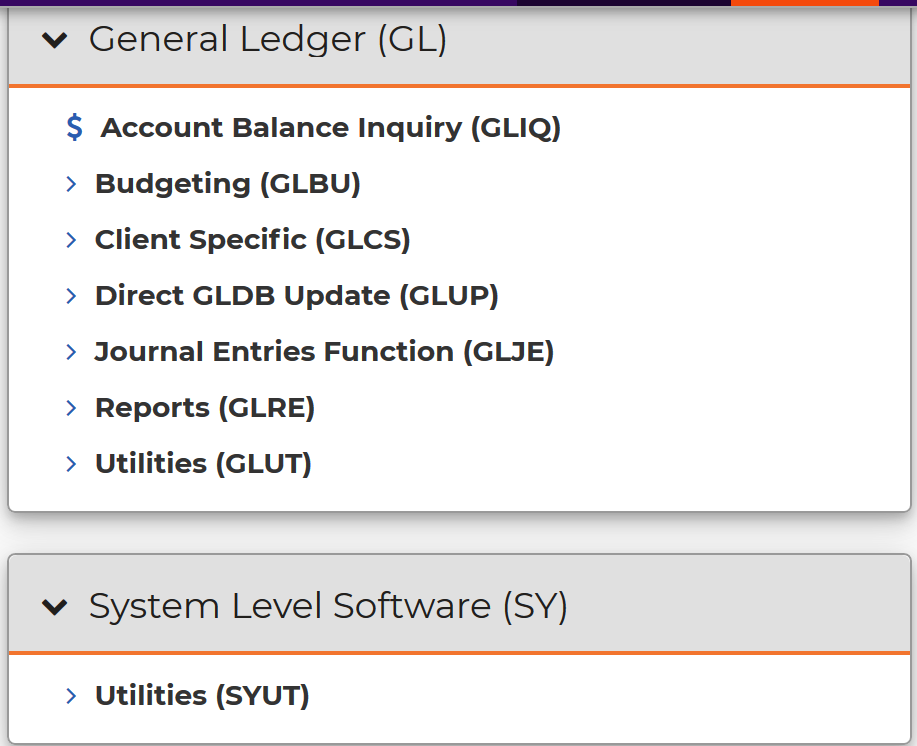 General Ledger (GL)
$ Account Balance Inquiry (GLIQ)
Budgeting (GLBU)
Client Specific (GLCS)
Direct GLDB Update (GLUP)
Journal Entries Function (GLJE)
Reports (GLRE)
Utilities (GLUT)
System Level Software (SY)
Utilities (SYUT)